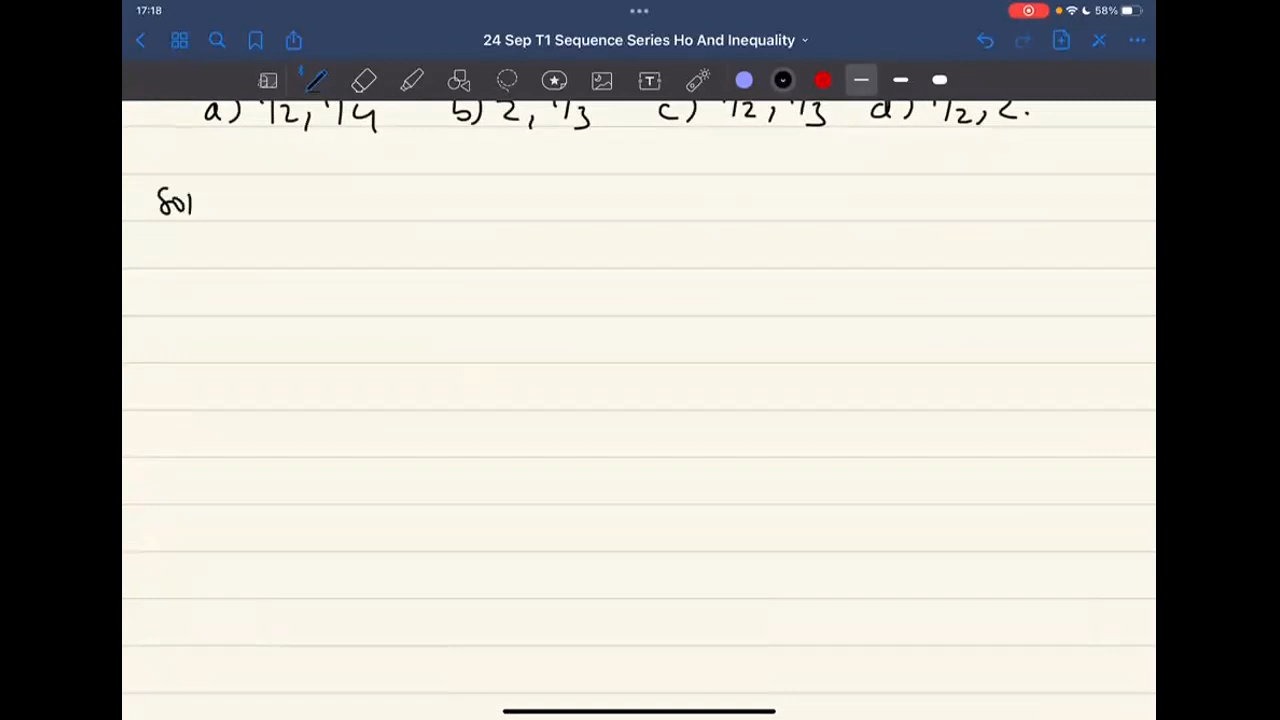 17:18
58%
24 Sep T1 Sequence Series Ho And Inequality
a) 1/2, 1/4 b) 2, 1/3 c) 1/2, 1/3 d) 1/2, 2.
Sol